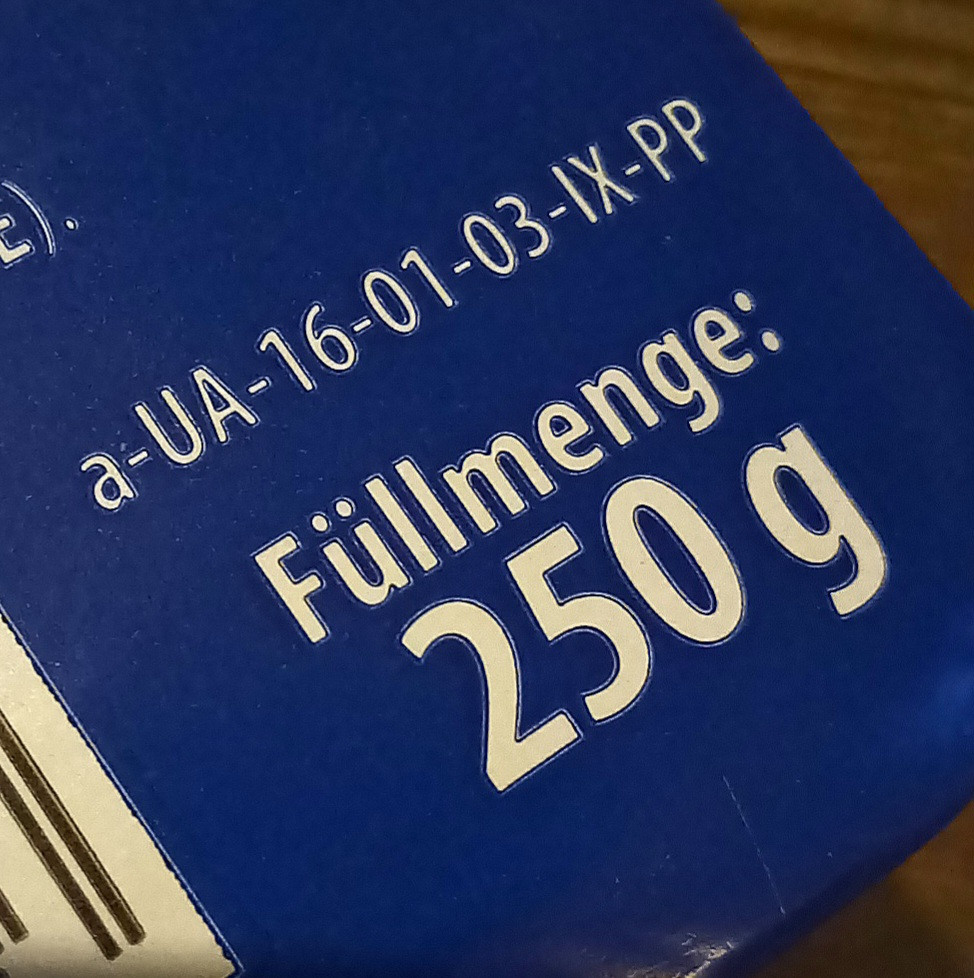 E).
a-UA-16-01-03-IX-PP
Füllmenge:
250 g